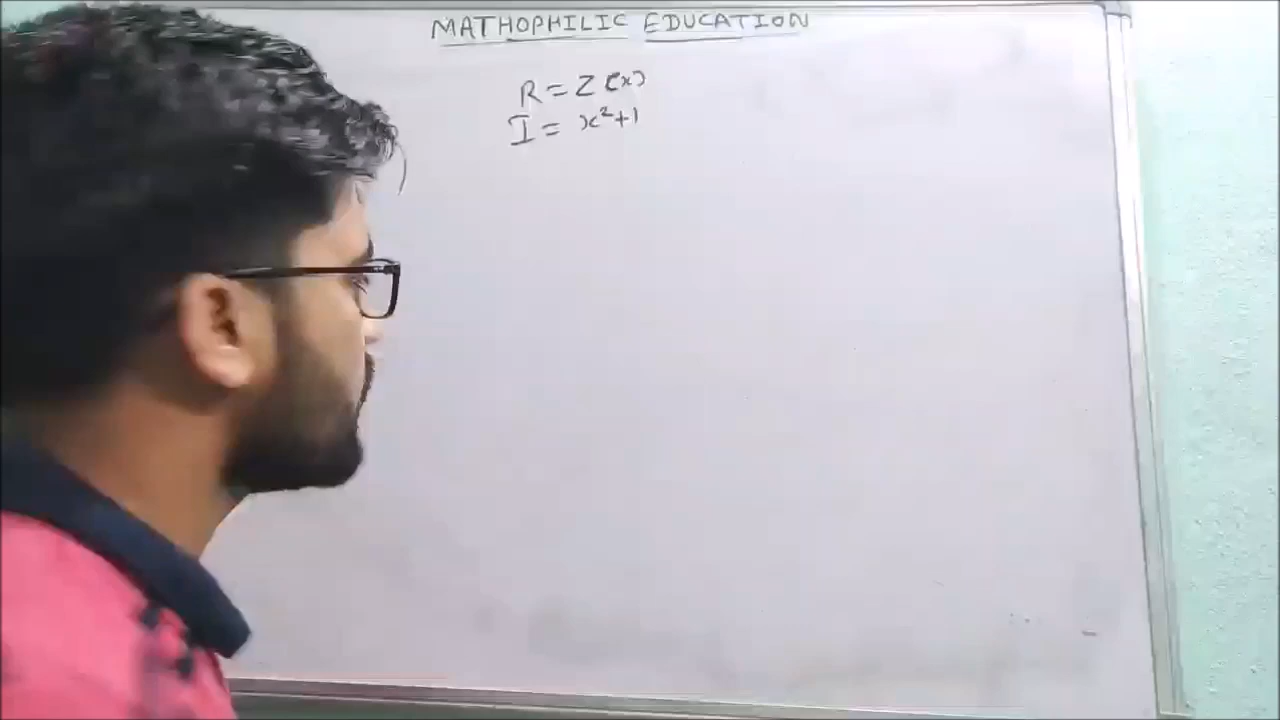 MATHOPHILIC EDUCATION
R = Z(x)
I = x²+1